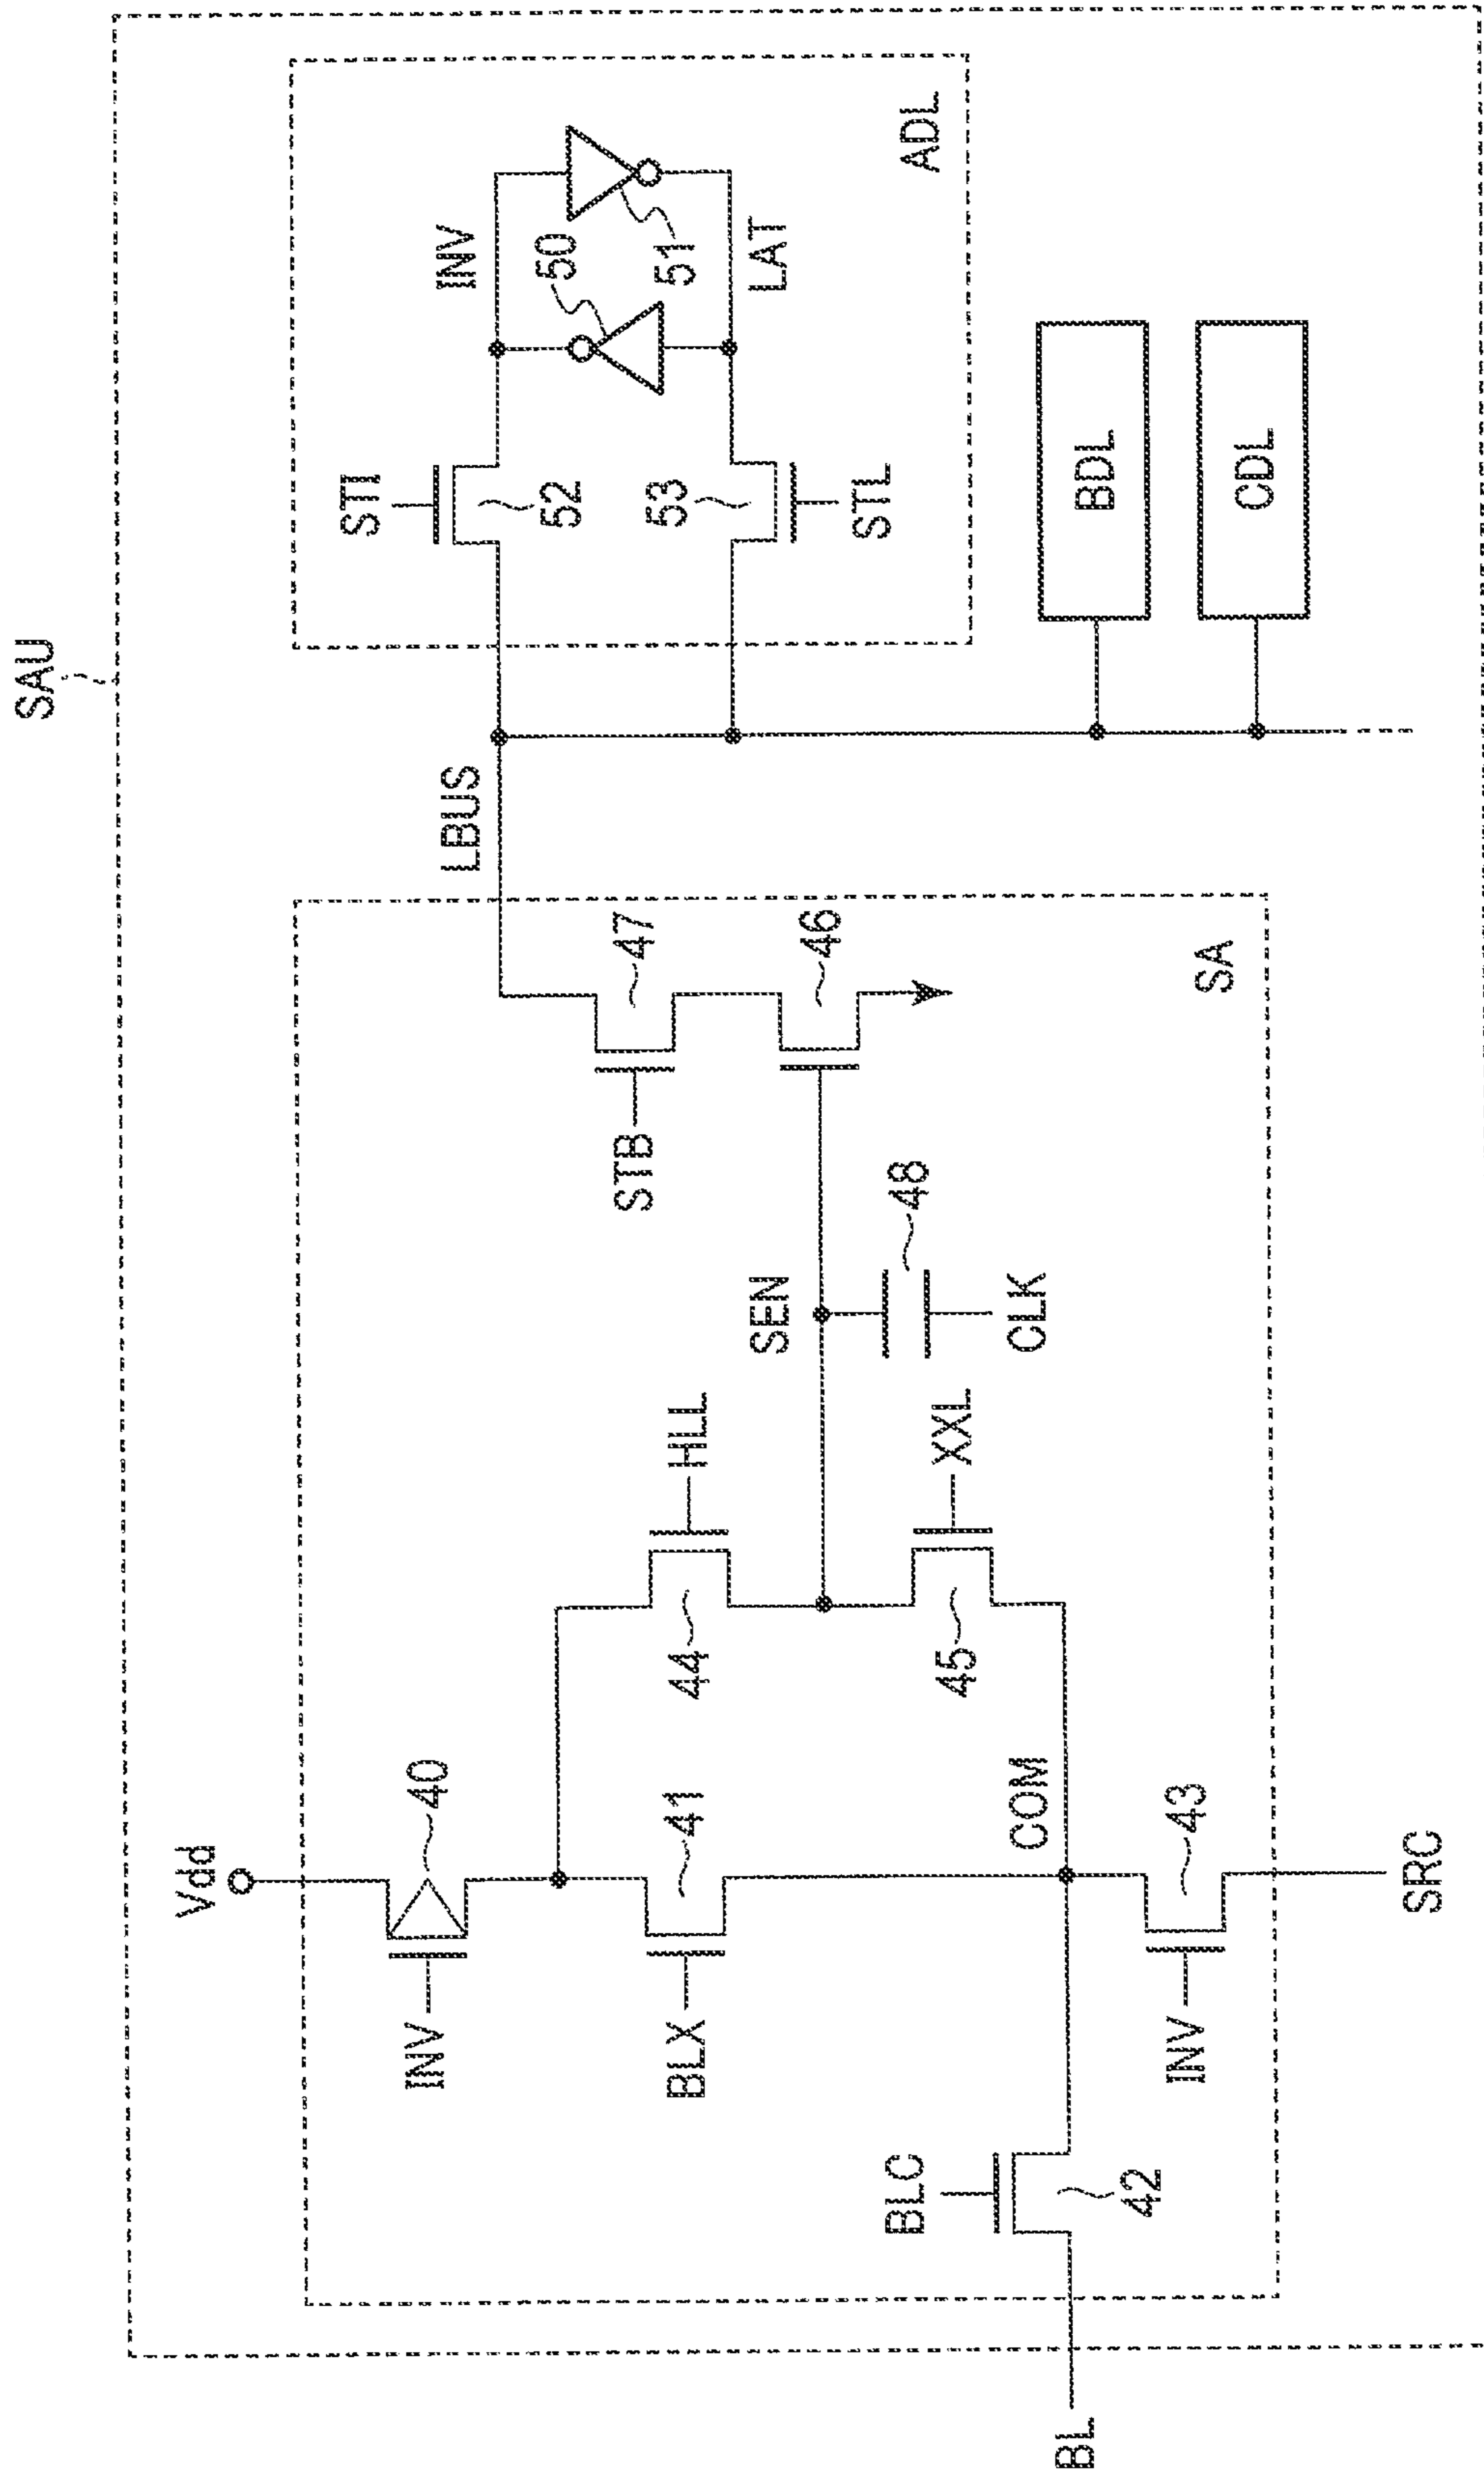 SAU
Vdd
INV
40
BLX
41
44
HLL
BLC
42
BL
COM
INV
43
SRC
45
XXL
SEN
48
CLK
STB
47
46
SA
LBUS
STI
52
53
STL
INV
50
51
LAT
ADL
BDL
CDL